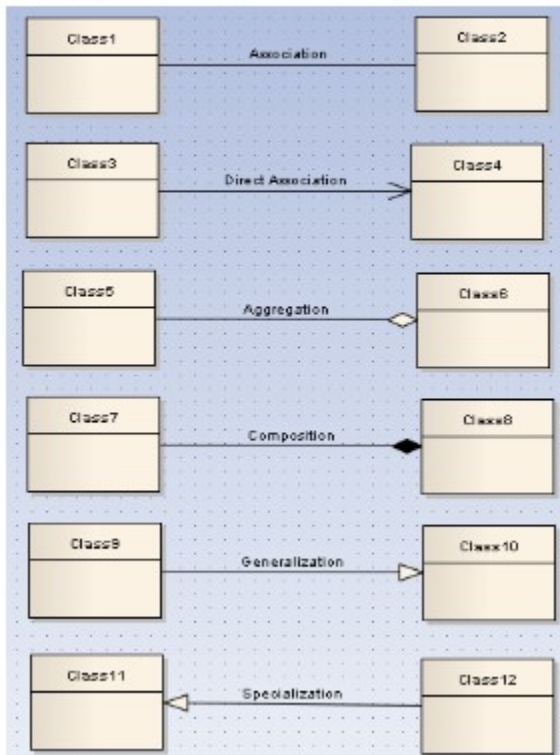 Class1
Association
Class2
Class3
Direct Association
Class4
Class5
Aggregation
Class6
Class7
Composition
Class8
Class9
Generalization
Class10
Class11
Specialization
Class12